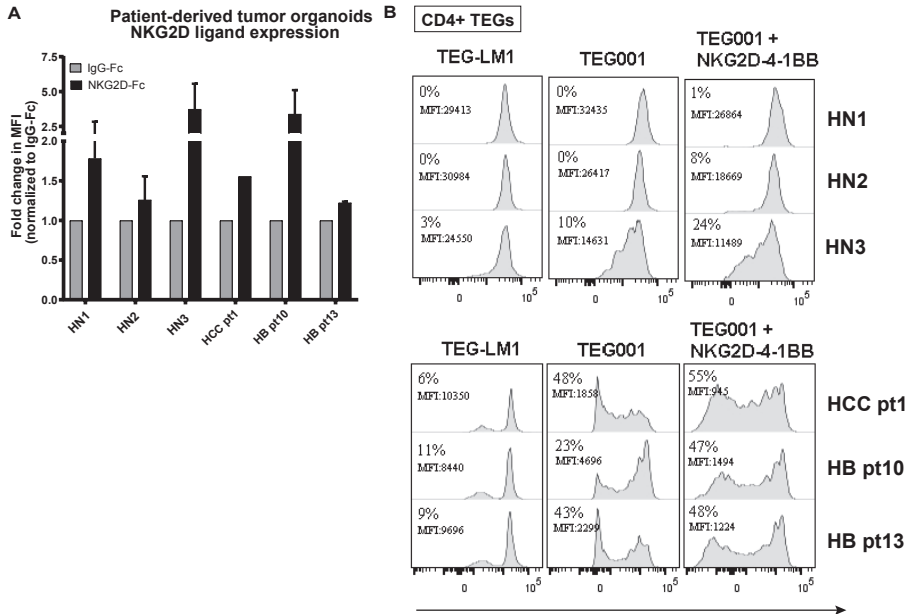 A
Patient-derived tumor organoids
NKG2D ligand expression
Fold change in MFI
(normalized to IgG-Fc)
7.5
5.0
2.5
2.0
1.5
1.0
0.5
0.0
IgG-Fc
NKG2D-Fc
HN1
HN2
HN3
HCC pt1
HB pt10
HB pt13
B
CD4+ TEGs
TEG-LM1
TEG001
TEG001 +
NKG2D-4-1BB
0%
MFI:29413
0%
MFI:32435
1%
MFI:26864
HN1
0%
MFI:30984
0%
MFI:26417
8%
MFI:18669
HN2
3%
MFI:24550
10%
MFI:14631
24%
MFI:11489
HN3
0 10^5
0 10^5
0 10^5
TEG-LM1
TEG001
TEG001 +
NKG2D-4-1BB
6%
MFI:10350
48%
MFI:1858
55%
MFI:945
HCC pt1
11%
MFI:8440
23%
MFI:4696
47%
MFI:1494
HB pt10
9%
MFI:9696
43%
MFI:2299
48%
MFI:1224
HB pt13
0 10^5
0 10^5
0 10^5